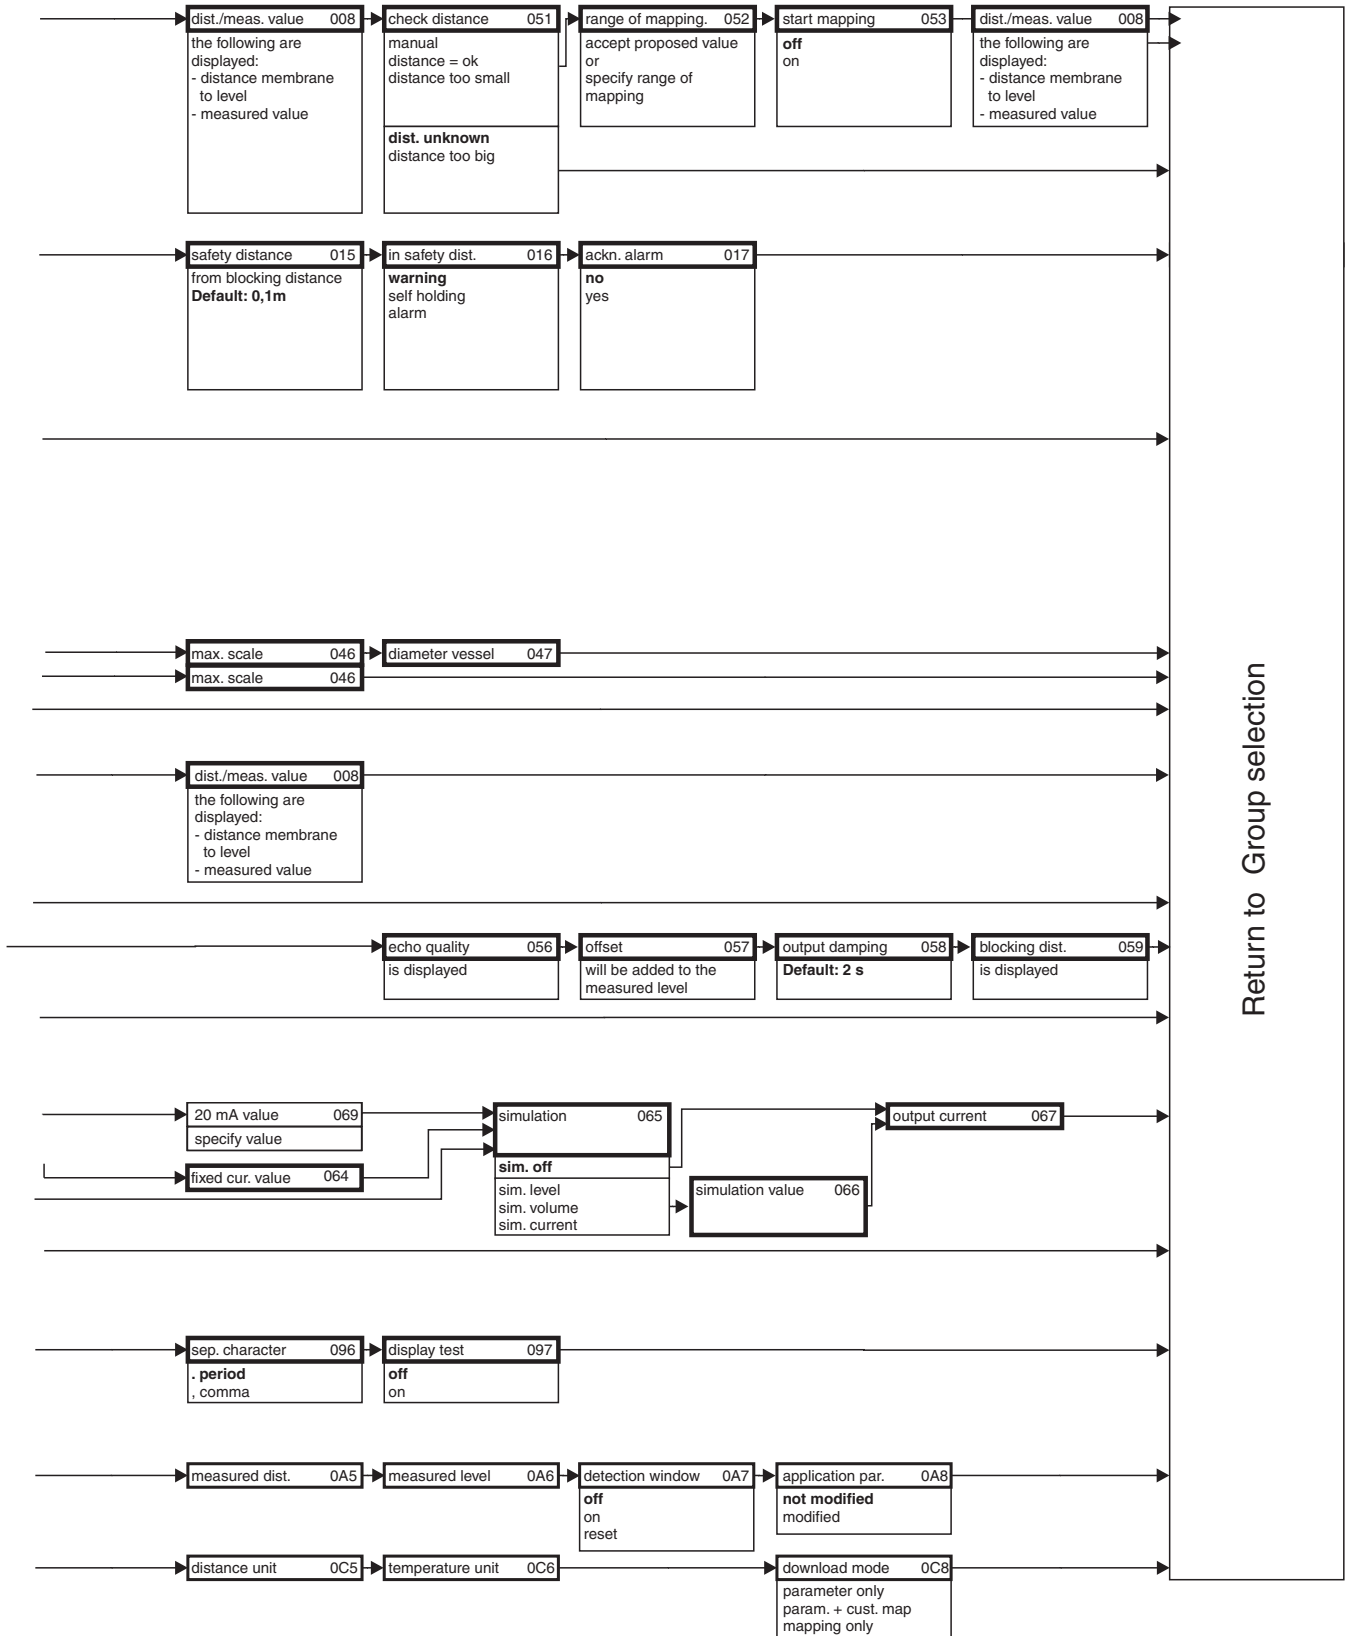 dist./meas. value 008
the following are
displayed:
- distance membrane
to level
- measured value
check distance 051
manual
distance = ok
distance too small
dist. unknown
distance too big
range of mapping. 052
accept proposed value
or
specify range of
mapping
start mapping 053
off
on
dist./meas. value 008
the following are
displayed:
- distance membrane
to level
- measured value
safety distance 015
from blocking distance
Default: 0,1m
in safety dist. 016
warning
self holding
alarm
ackn. alarm 017
no
yes
max. scale 046
diameter vessel 047
max. scale 046
dist./meas. value 008
the following are
displayed:
- distance membrane
to level
- measured value
echo quality 056
is displayed
offset 057
will be added to the
measured level
output damping 058
Default: 2 s
blocking dist. 059
is displayed
20 mA value 069
specify value
fixed cur. value 064
simulation 065
sim. off
sim. level
sim. volume
sim. current
simulation value 066
output current 067
sep. character 096
. period
, comma
display test 097
off
on
measured dist. 0A5
measured level 0A6
detection window 0A7
off
on
reset
application par. 0A8
not modified
modified
distance unit 0C5
temperature unit 0C6
download mode 0C8
parameter only
param. + cust. map
mapping only
Return to Group selection